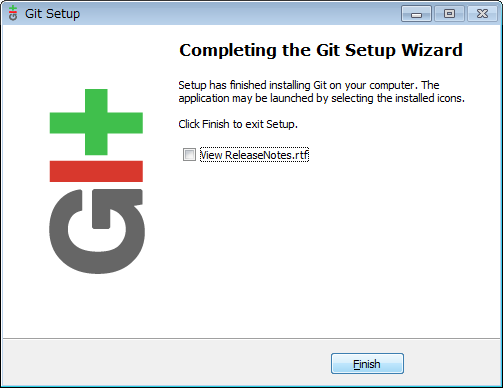 Git Setup
Completing the Git Setup Wizard
Setup has finished installing Git on your computer. The
application may be launched by selecting the installed icons.
Click Finish to exit Setup.
View ReleaseNotes.rtf
GIt
Finish